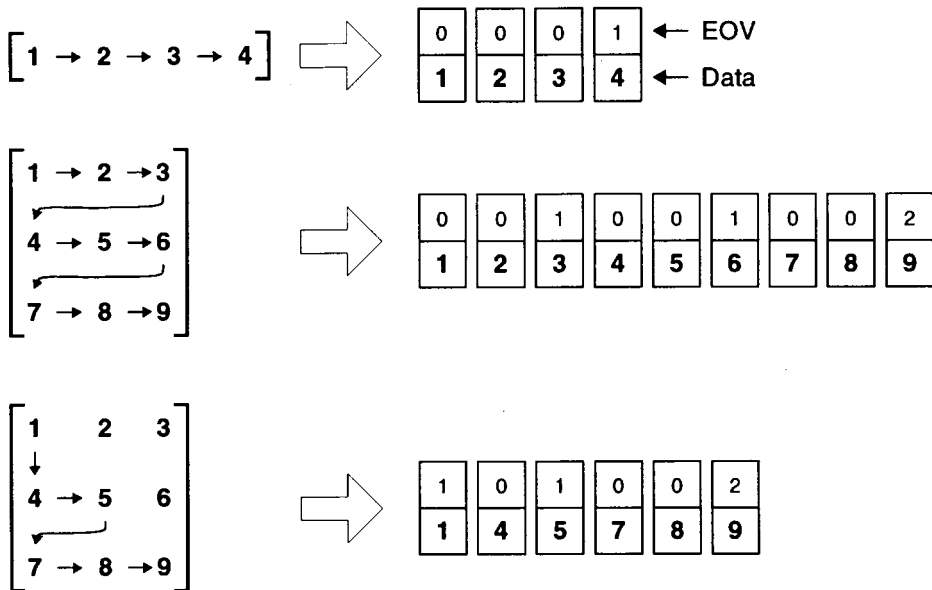 [1 → 2 → 3 → 4]
0 0 0 1 ← EOV
1 2 3 4 ← Data
1 → 2 → 3
4 → 5 → 6
7 → 8 → 9
0 0 1 0 0 1 0 0 2
1 2 3 4 5 6 7 8 9
1 2 3
4 → 5 6
7 → 8 → 9
1 0 1 0 0 2
1 4 5 7 8 9